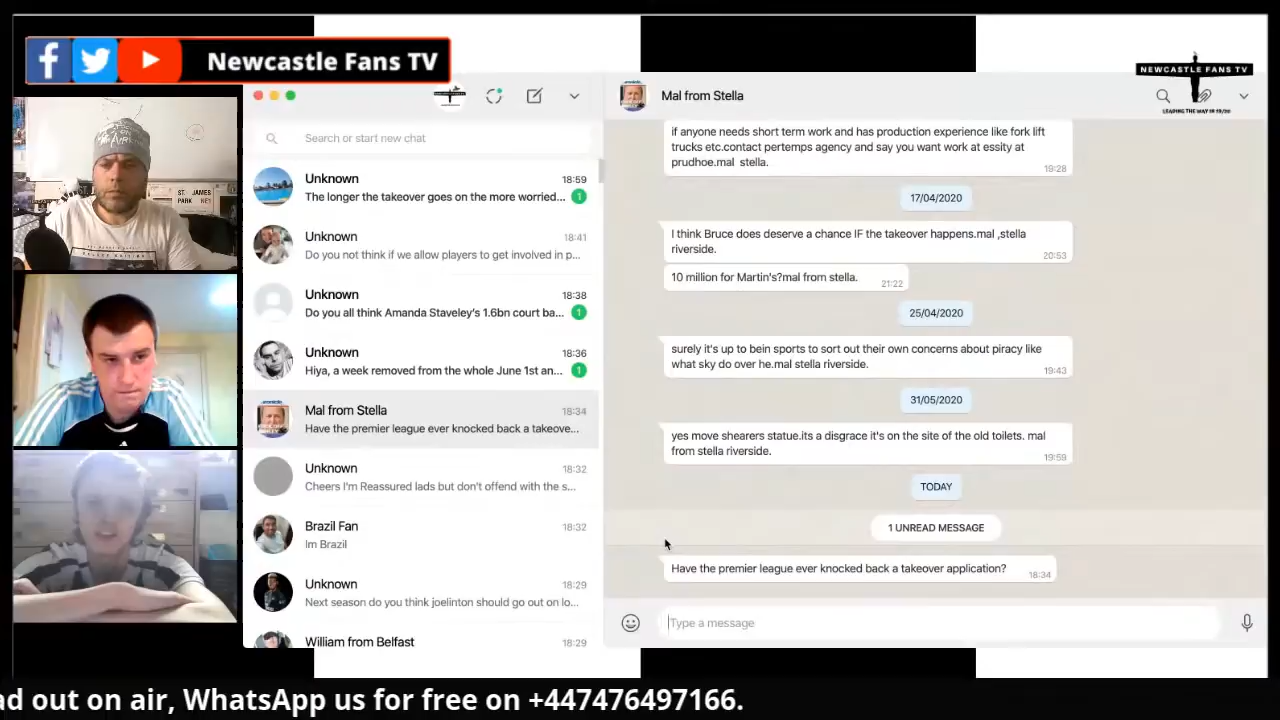 Newcastle Fans TV
NEWCASTLE FANS TV
LEADING THE WAY IN 19/20
ST. JAMES
PARK NE1
Search or start new chat
Unknown 18:59
The longer the takeover goes on the more worried... 1
Unknown 18:41
Do you not think if we allow players to get involved in p...
Unknown 18:38
Do you all think Amanda Staveley's 1.6bn court ba... 1
Unknown 18:36
Hiya, a week removed from the whole June 1st an... 1
Mal from Stella 18:34
Have the premier league ever knocked back a takeove...
Unknown 18:32
Cheers I'm Reassured lads but don't offend with the s...
Brazil Fan 18:32
Im Brazil
Unknown 18:29
Next season do you think joelinton should go out on lo...
William from Belfast 18:29
Mal from Stella
if anyone needs short term work and has production experience like fork lift
trucks etc.contact pertemps agency and say you want work at essity at
prudhoe.mal stella. 19:28
17/04/2020
I think Bruce does deserve a chance IF the takeover happens.mal ,stella
riverside. 20:53
10 million for Martin's?mal from stella. 21:22
25/04/2020
surely it's up to bein sports to sort out their own concerns about piracy like
what sky do over he.mal stella riverside. 19:43
31/05/2020
yes move shearers statue.its a disgrace it's on the site of the old toilets. mal
from stella riverside. 19:59
TODAY
1 UNREAD MESSAGE
Have the premier league ever knocked back a takeover application? 18:34
Type a message
ad out on air, WhatsApp us for free on +447476497166.